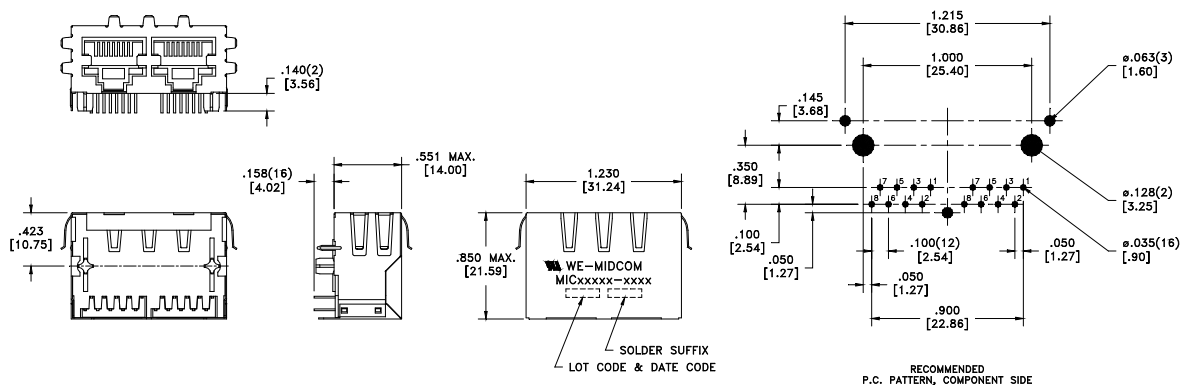 .140(2)
[3.56]
.423
[10.75]
.158(16)
[4.02]
.551 MAX.
[14.00]
1.230
[31.24]
.850 MAX.
[21.59]
WE-MIDCOM
MICxxxxx-xxxx
SOLDER SUFFIX
LOT CODE & DATE CODE
1.215
[30.86]
1.000
[25.40]
ø.063(3)
[1.60]
.145
[3.68]
.350
[8.89]
7 5 3 1 7 5 3 1
8 6 4 2 8 6 4 2
ø.128(2)
[3.25]
.100
[2.54]
.050
[1.27]
.100(12)
[2.54]
.050
[1.27]
ø.035(16)
[.90]
.050
[1.27]
.900
[22.86]
RECOMMENDED
P.C. PATTERN, COMPONENT SIDE